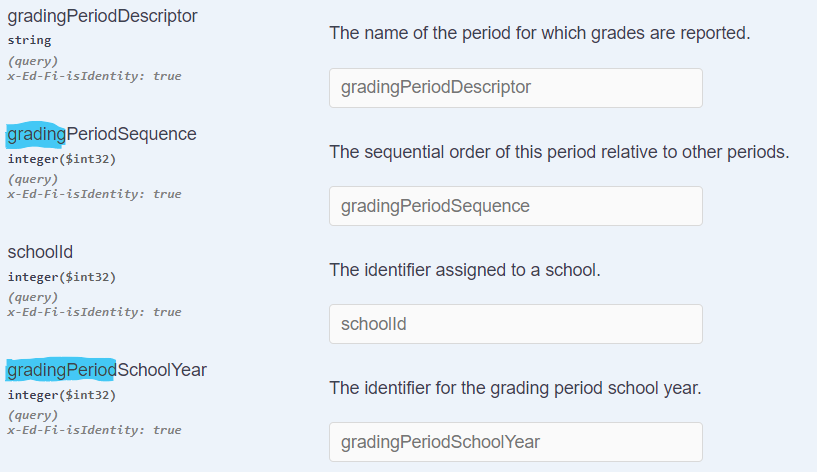 gradingPeriodDescriptor
string
(query)
x-Ed-Fi-isIdentity: true
The name of the period for which grades are reported.
gradingPeriodDescriptor
gradingPeriodSequence
integer($int32)
(query)
x-Ed-Fi-isIdentity: true
The sequential order of this period relative to other periods.
gradingPeriodSequence
schoolId
integer($int32)
(query)
x-Ed-Fi-isIdentity: true
The identifier assigned to a school.
schoolId
gradingPeriodSchoolYear
integer($int32)
(query)
x-Ed-Fi-isIdentity: true
The identifier for the grading period school year.
gradingPeriodSchoolYear